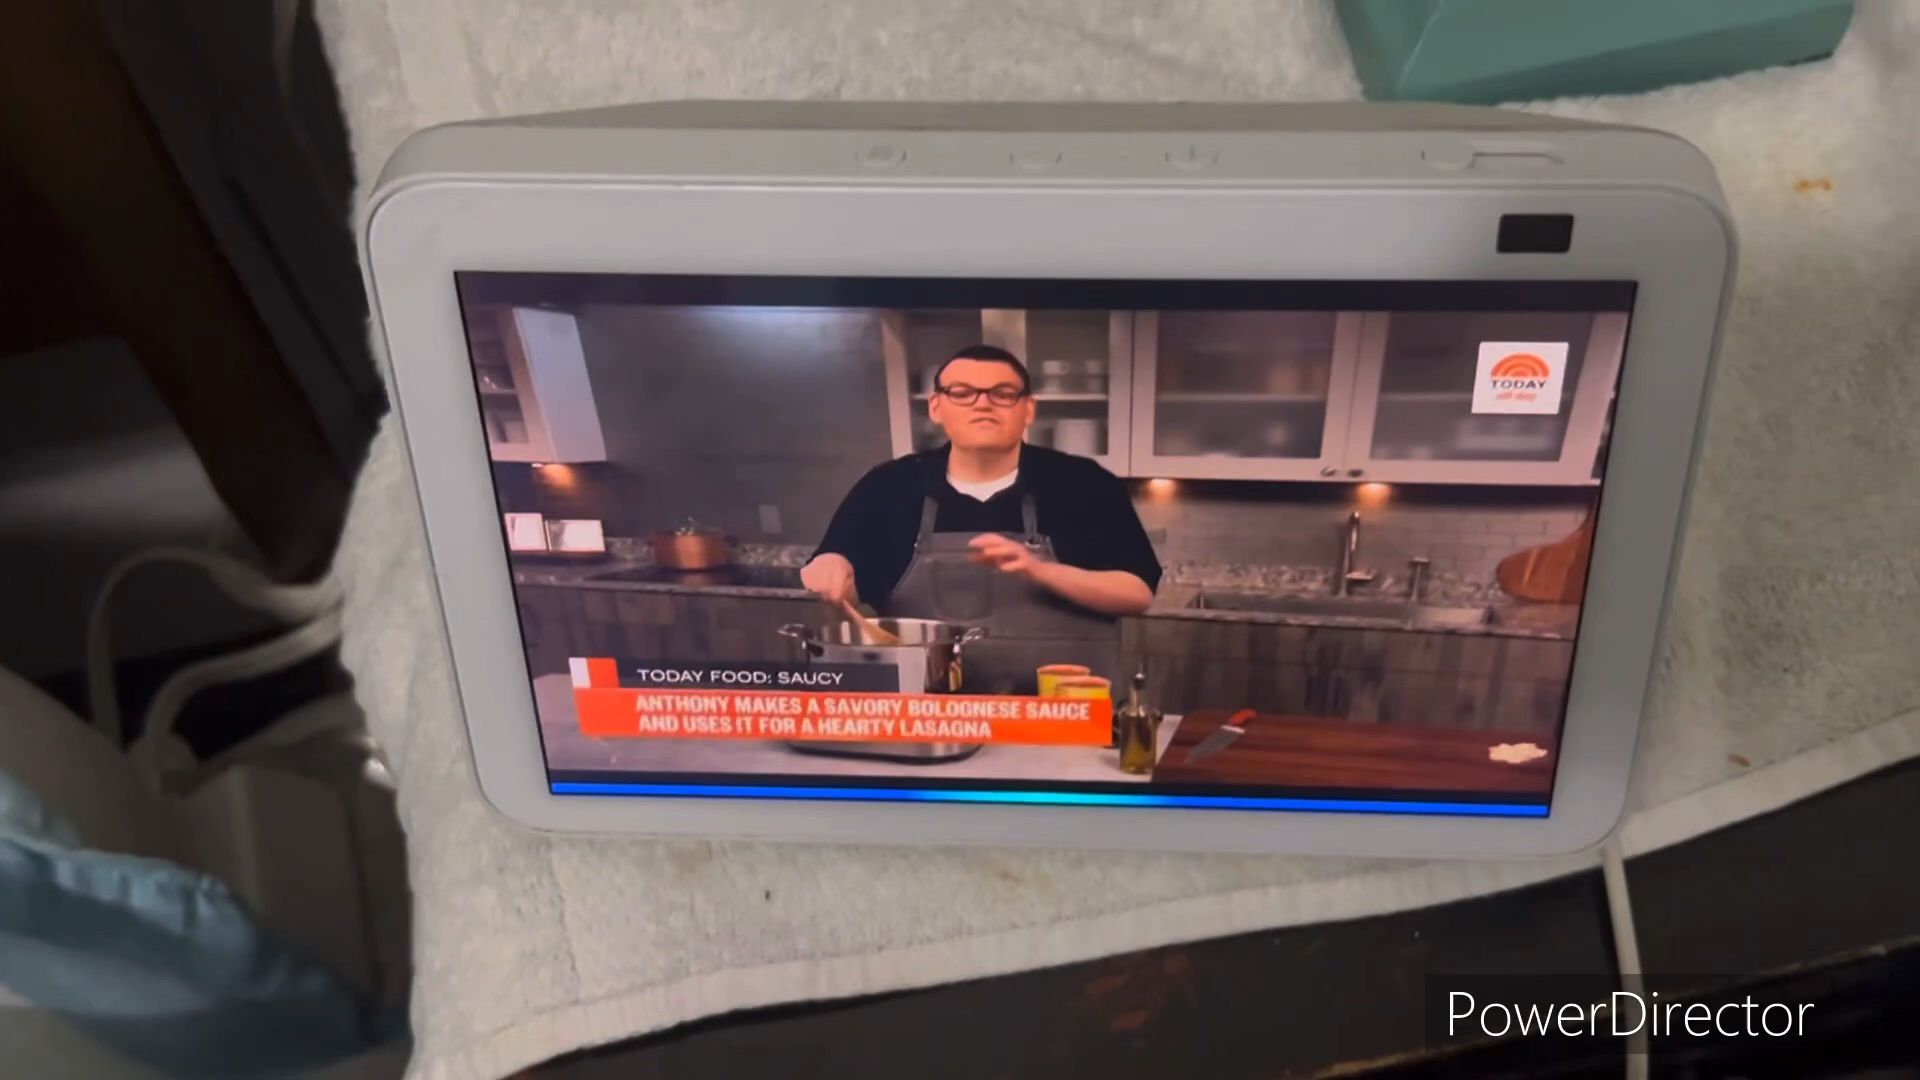 TODAY
TODAY FOOD: SAUCY
ANTHONY MAKES A SAVORY BOLOGNESE SAUCE
AND USES IT FOR A HEARTY LASAGNA
PowerDirector